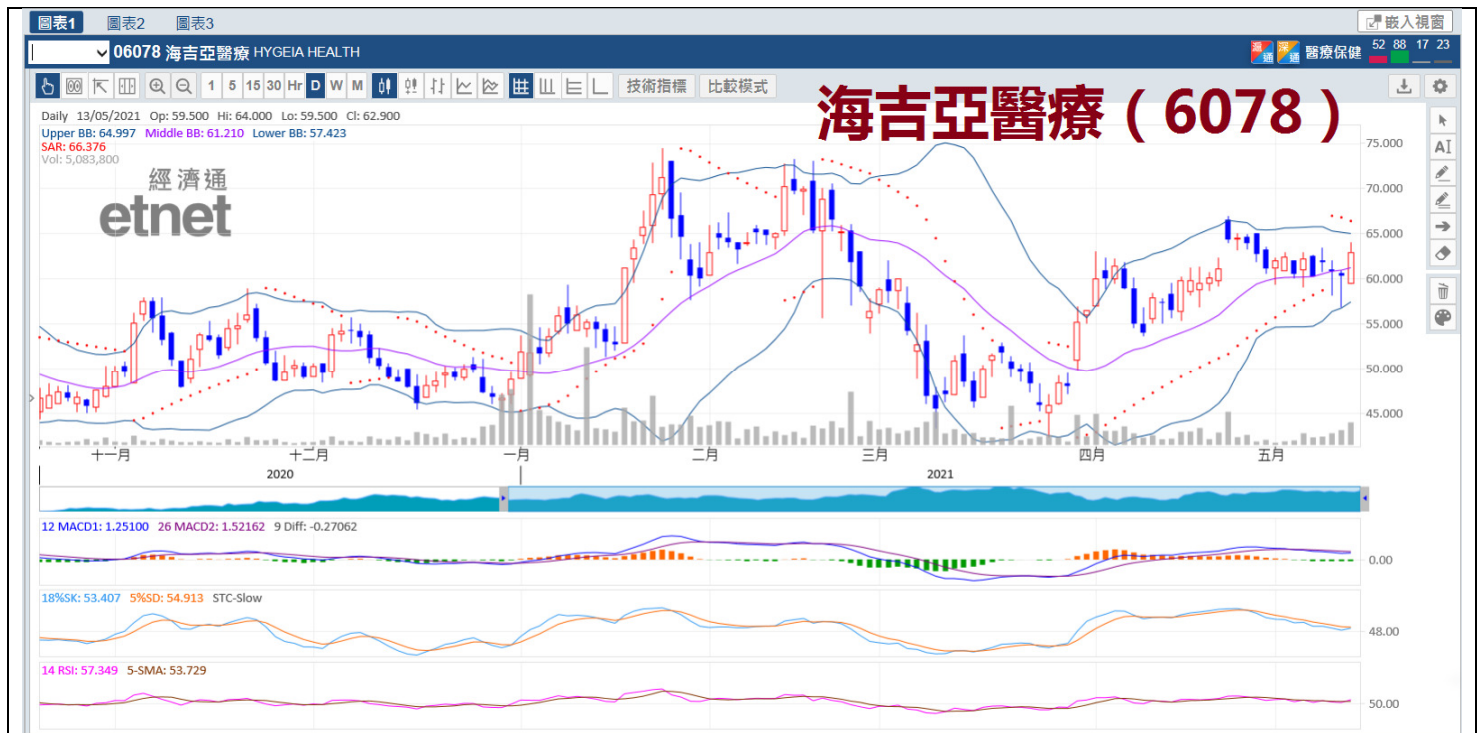 圖表1 圖表2 圖表3 嵌入視窗
06078 海吉亞醫療 HYGEIA HEALTH 滬通 深通 醫療保健 52 88 17 23
1 5 15 30 Hr D W M 技術指標 比較模式
海吉亞醫療（6078）
Daily 13/05/2021 Op: 59.500 Hi: 64.000 Lo: 59.500 Cl: 62.900
Upper BB: 64.997 Middle BB: 61.210 Lower BB: 57.423
SAR: 66.376
Vol: 5,083,800
經濟通
etnet
AI
75.000
70.000
65.000
60.000
55.000
50.000
45.000
十一月 十二月 一月 二月 三月 四月 五月
2020 2021
12 MACD1: 1.25100 26 MACD2: 1.52162 9 Diff: -0.27062
0.00
18%SK: 53.407 5%SD: 54.913 STC-Slow
48.00
14 RSI: 57.349 5-SMA: 53.729
50.00